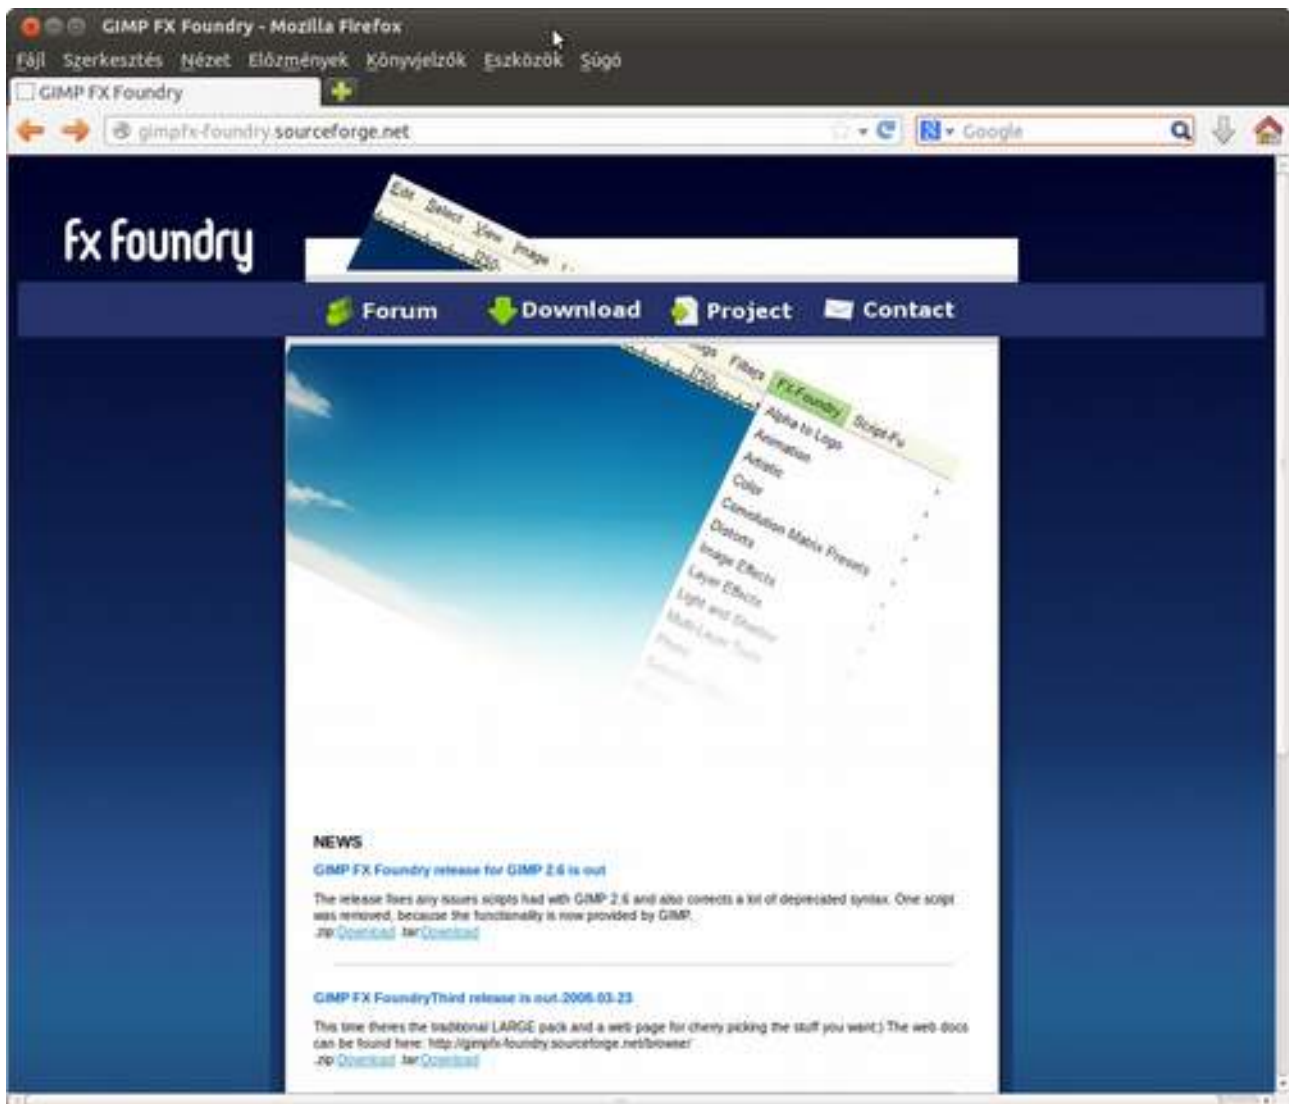 GIMP FX Foundry - Mozilla Firefox
Fájl Szerkesztés Nézet Előzmények Könyvjelzők Eszközök Súgó
GIMP FX Foundry
gimpfx-foundry.sourceforge.net
Google
Edit Select View Image
fx foundry
250
Forum Download Project Contact
Filters FX-Foundry Script-Fu
750
Alpha to Logo
Animation
Artistic
Color
Convolution Matrix Presets
Distorts
Image Effects
Layer Effects
Light and Shadow
Multi-Layer Tools
Photo
NEWS
GIMP FX Foundry release for GIMP 2.6 is out
The release fixes any issues scripts had with GIMP 2.6 and also corrects a lot of deprecated syntax. One script
was removed, because the functionality is now provided by GIMP.
.zip:Download .tar:Download
GIMP FX FoundryThird release is out-2008-03-23
This time theres the traditional LARGE pack and a web page for cherry picking the stuff you want:) The web docs
can be found here: http://gimpfx-foundry.sourceforge.net/browse/
.zip:Download .tar:Download